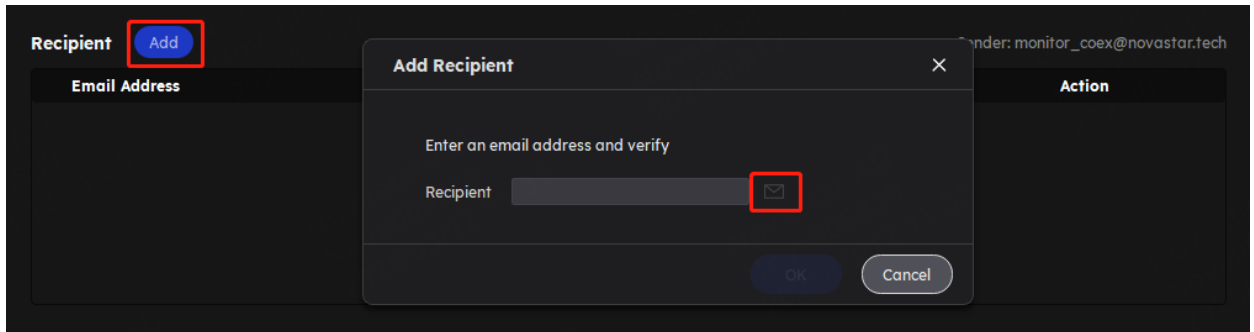 Recipient Add
Sender: monitor_coex@novastar.tech
Email Address
Action
Add Recipient
Enter an email address and verify
Recipient
OK
Cancel